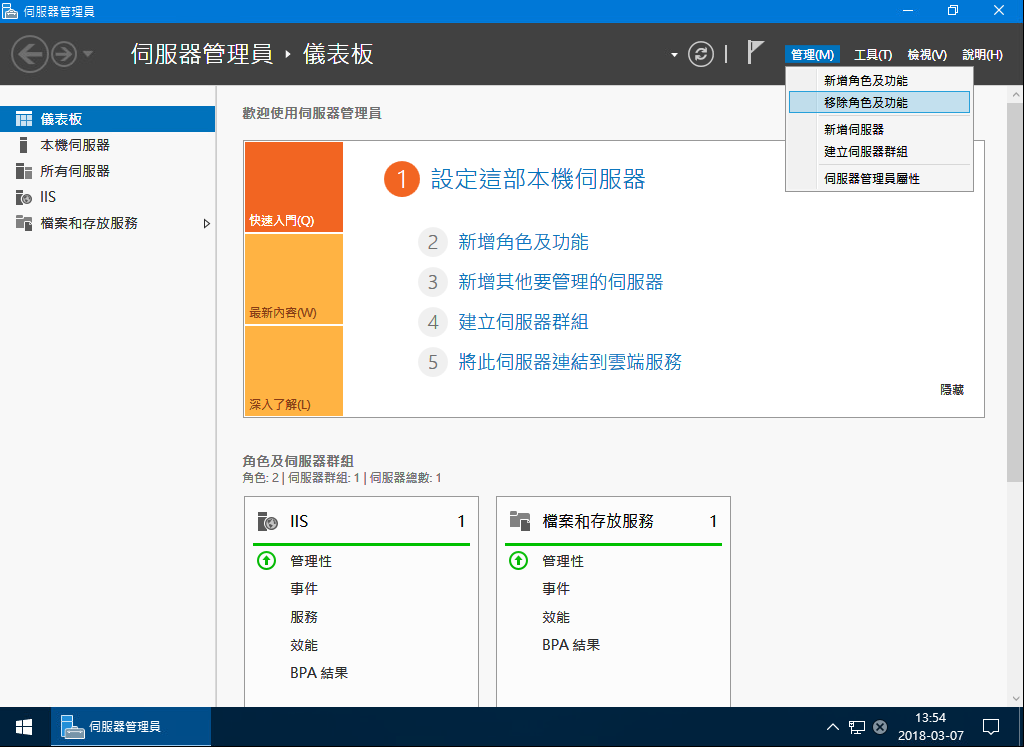 伺服器管理員
伺服器管理員 ‣ 儀表板
管理(M) 工具(T) 檢視(V) 說明(H)
新增角色及功能
移除角色及功能
新增伺服器
建立伺服器群組
伺服器管理員屬性
儀表板
本機伺服器
所有伺服器
IIS
檔案和存放服務
歡迎使用伺服器管理員
快速入門(Q)
最新內容(W)
深入了解(L)
1 設定這部本機伺服器
2 新增角色及功能
3 新增其他要管理的伺服器
4 建立伺服器群組
5 將此伺服器連結到雲端服務
隱藏
角色及伺服器群組
角色: 2 | 伺服器群組: 1 | 伺服器總數: 1
IIS 1
管理性
事件
服務
效能
BPA 結果
檔案和存放服務 1
管理性
事件
效能
BPA 結果
伺服器管理員
13:54
2018-03-07